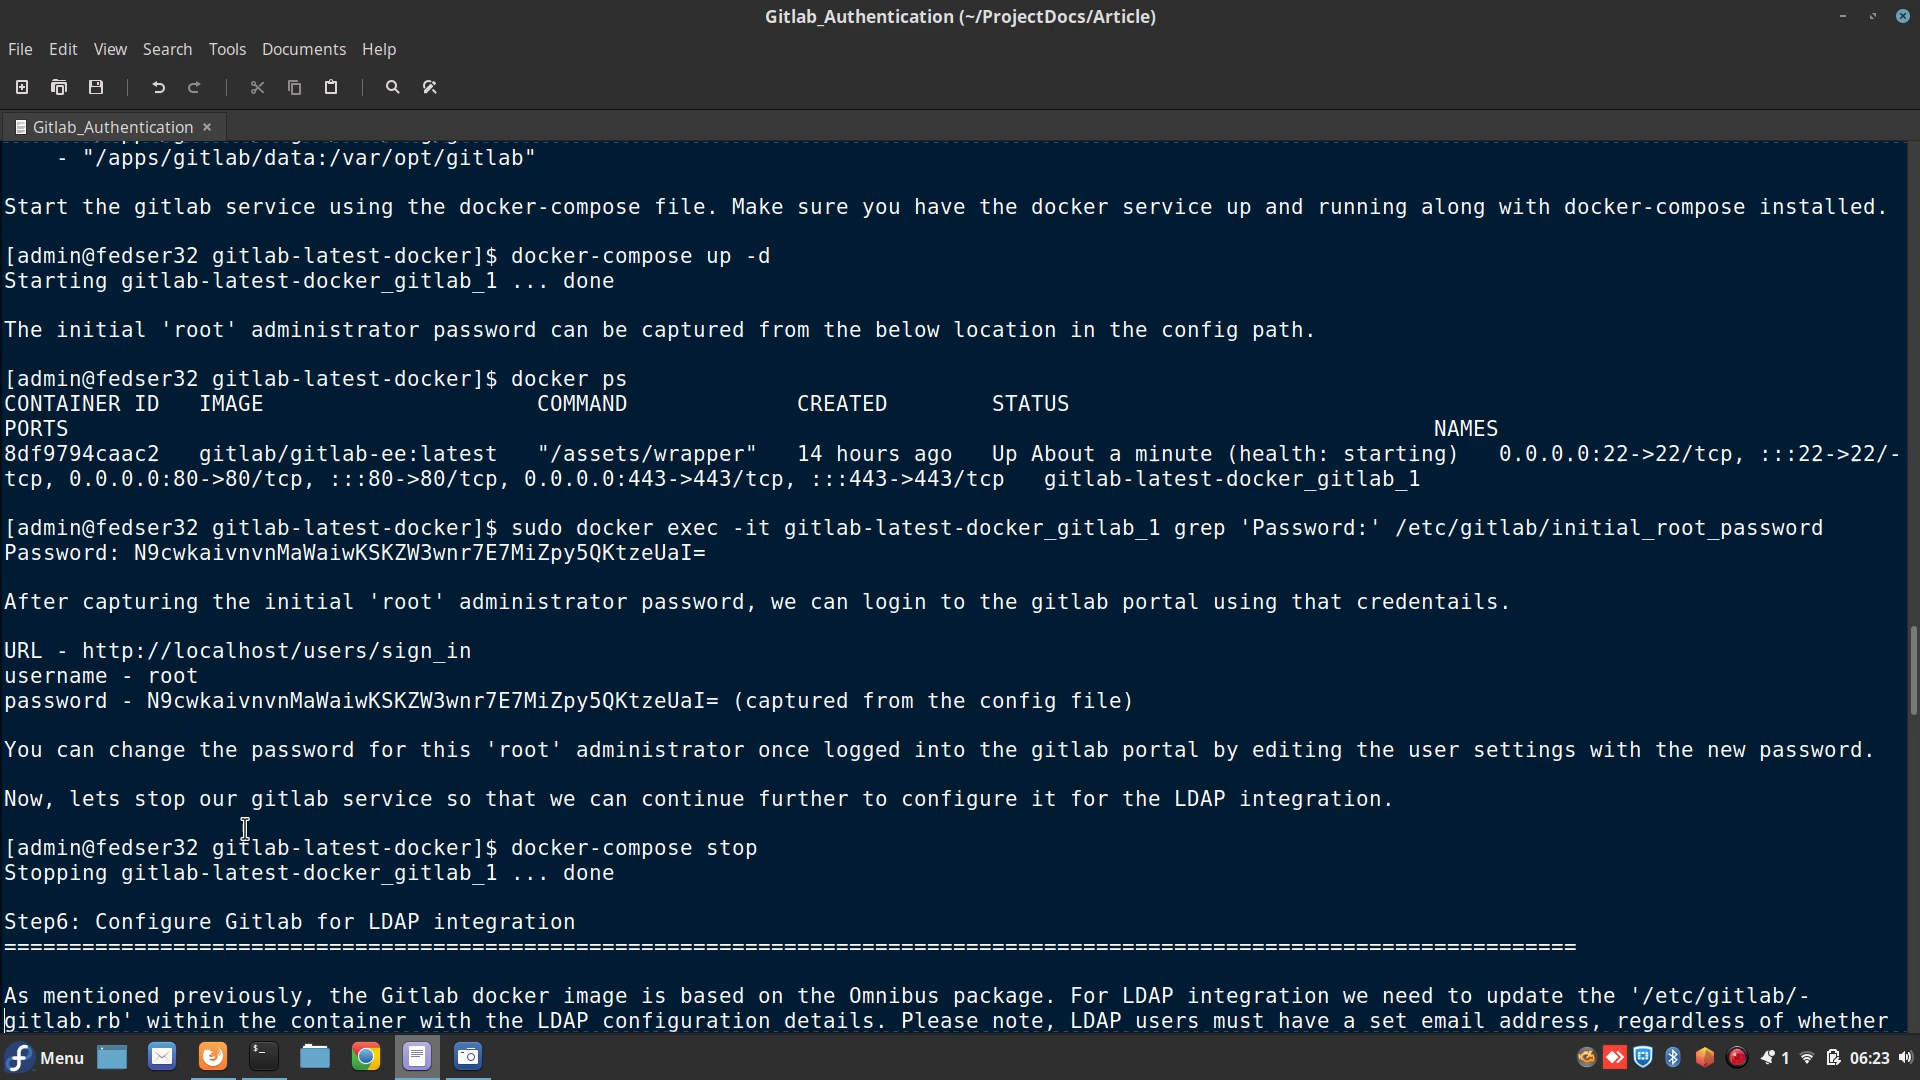 Gitlab_Authentication (~/ProjectDocs/Article)
File Edit View Search Tools Documents Help
Gitlab_Authentication
- "/apps/gitlab/data:/var/opt/gitlab"
Start the gitlab service using the docker-compose file. Make sure you have the docker service up and running along with docker-compose installed.
[admin@fedser32 gitlab-latest-docker]$ docker-compose up -d
Starting gitlab-latest-docker_gitlab_1 ... done
The initial 'root' administrator password can be captured from the below location in the config path.
[admin@fedser32 gitlab-latest-docker]$ docker ps
CONTAINER ID IMAGE COMMAND CREATED STATUS
PORTS NAMES
8df9794caac2 gitlab/gitlab-ee:latest "/assets/wrapper" 14 hours ago Up About a minute (health: starting) 0.0.0.0:22->22/tcp, :::22->22/-
tcp, 0.0.0.0:80->80/tcp, :::80->80/tcp, 0.0.0.0:443->443/tcp, :::443->443/tcp gitlab-latest-docker_gitlab_1
[admin@fedser32 gitlab-latest-docker]$ sudo docker exec -it gitlab-latest-docker_gitlab_1 grep 'Password:' /etc/gitlab/initial_root_password
Password: N9cwkaivnvnMaWaiwKSKZW3wnr7E7MiZpy5QKtzeUaI=
After capturing the initial 'root' administrator password, we can login to the gitlab portal using that credentails.
URL - http://localhost/users/sign_in
username - root
password - N9cwkaivnvnMaWaiwKSKZW3wnr7E7MiZpy5QKtzeUaI= (captured from the config file)
You can change the password for this 'root' administrator once logged into the gitlab portal by editing the user settings with the new password.
Now, lets stop our gitlab service so that we can continue further to configure it for the LDAP integration.
[admin@fedser32 gitlab-latest-docker]$ docker-compose stop
Stopping gitlab-latest-docker_gitlab_1 ... done
Step6: Configure Gitlab for LDAP integration
=========================================================================================================================
As mentioned previously, the Gitlab docker image is based on the Omnibus package. For LDAP integration we need to update the '/etc/gitlab/-
gitlab.rb' within the container with the LDAP configuration details. Please note, LDAP users must have a set email address, regardless of whether
Menu 1 06:23